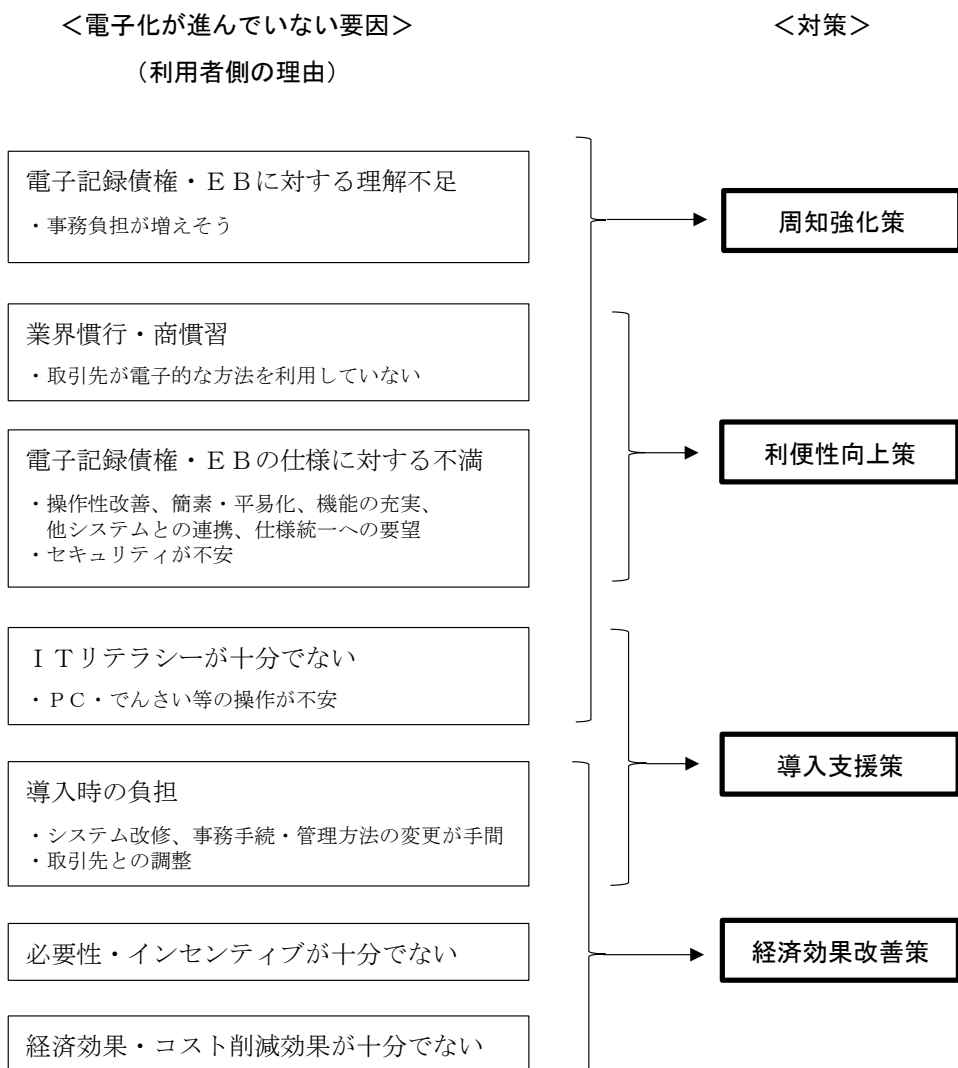 ＜電子化が進んでいない要因＞
（利用者側の理由）
＜対策＞
電子記録債権・ＥＢに対する理解不足
・事務負担が増えそう
周知強化策
業界慣行・商慣習
・取引先が電子的な方法を利用していない
電子記録債権・ＥＢの仕様に対する不満
・操作性改善、簡素・平易化、機能の充実、
他システムとの連携、仕様統一への要望
・セキュリティが不安
利便性向上策
ＩＴリテラシーが十分でない
・ＰＣ・でんさい等の操作が不安
導入時の負担
・システム改修、事務手続・管理方法の変更が手間
・取引先との調整
導入支援策
必要性・インセンティブが十分でない
経済効果改善策
経済効果・コスト削減効果が十分でない